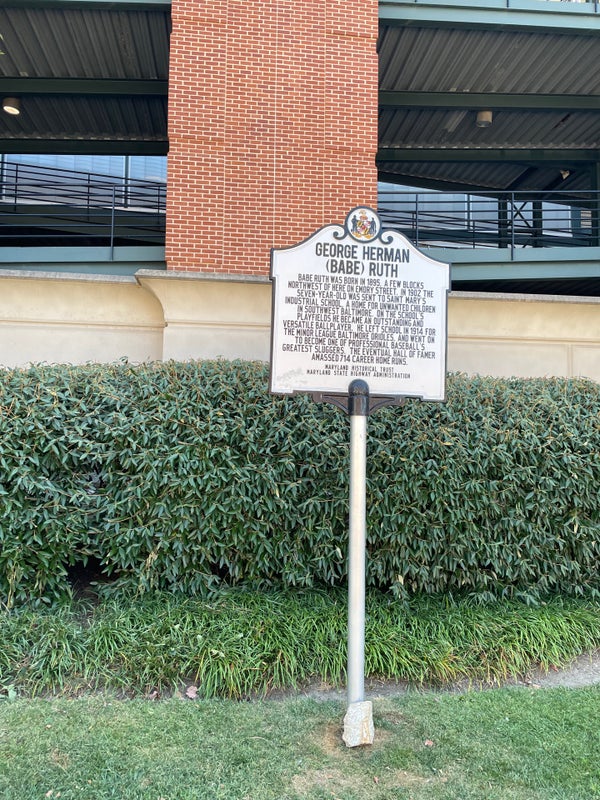 GEORGE HERMAN
(BABE) RUTH
BABE RUTH WAS BORN IN 1895, A FEW BLOCKS
NORTHWEST OF HERE ON EMORY STREET. IN 1902 THE
SEVEN-YEAR-OLD WAS SENT TO SAINT MARY'S
INDUSTRIAL SCHOOL, A HOME FOR UNWANTED CHILDREN
IN SOUTHWEST BALTIMORE. ON THE SCHOOL'S
PLAYFIELDS HE BECAME AN OUTSTANDING AND
VERSATILE BALLPLAYER. HE LEFT SCHOOL IN 1914 FOR
THE MINOR LEAGUE BALTIMORE ORIOLES, AND WENT ON
TO BECOME ONE OF PROFESSIONAL BASEBALL'S
GREATEST SLUGGERS. THE EVENTUAL HALL OF FAMER
AMASSED 714 CAREER HOME RUNS.
MARYLAND HISTORICAL TRUST
MARYLAND STATE HIGHWAY ADMINISTRATION